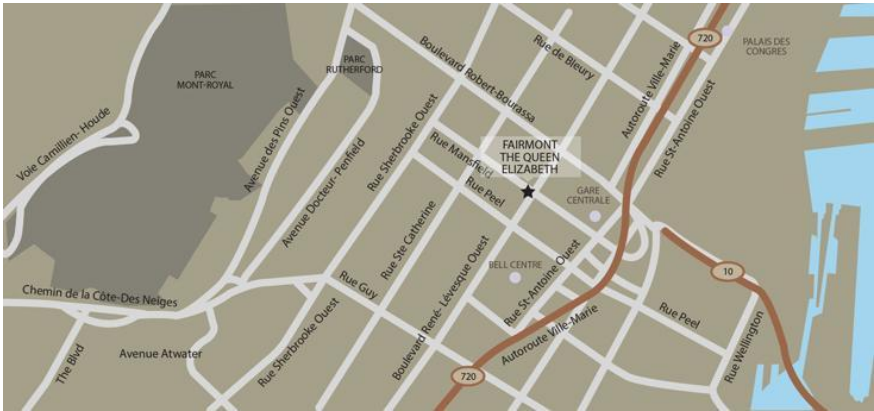 720
PALAIS DES
CONGRES
Rue de Bleury
Boulevard Robert-Bourassa
Autoroute Ville-Marie
PARC
RUTHERFORD
PARC
MONT-ROYAL
Voie Camillien- Houde
Avenue des Pins Ouest
Rue Sherbrooke Ouest
Rue St-Antoine Ouest
Rue Mansfield
FAIRMONT
THE QUEEN
ELIZABETH
Avenue Docteur- Penfield
Rue Peel
GARE
CENTRALE
Rue Ste Catherine
BELL CENTRE
Boulevard René- Lévesque Ouest
Rue St-Antoine Ouest
10
Chemin de la Côte-Des Neiges
Rue Guy
Rue Peel
Autoroute Ville-Marie
Rue Wellington
The Blvd
Avenue Atwater
Rue Sherbrooke Ouest
720